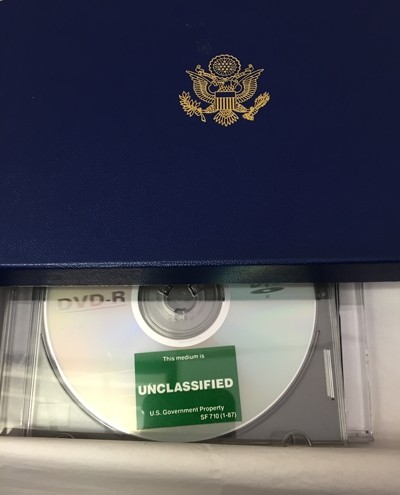 DVD-R
This medium is
UNCLASSIFIED
U.S. Government Property
SF 710 (1-87)